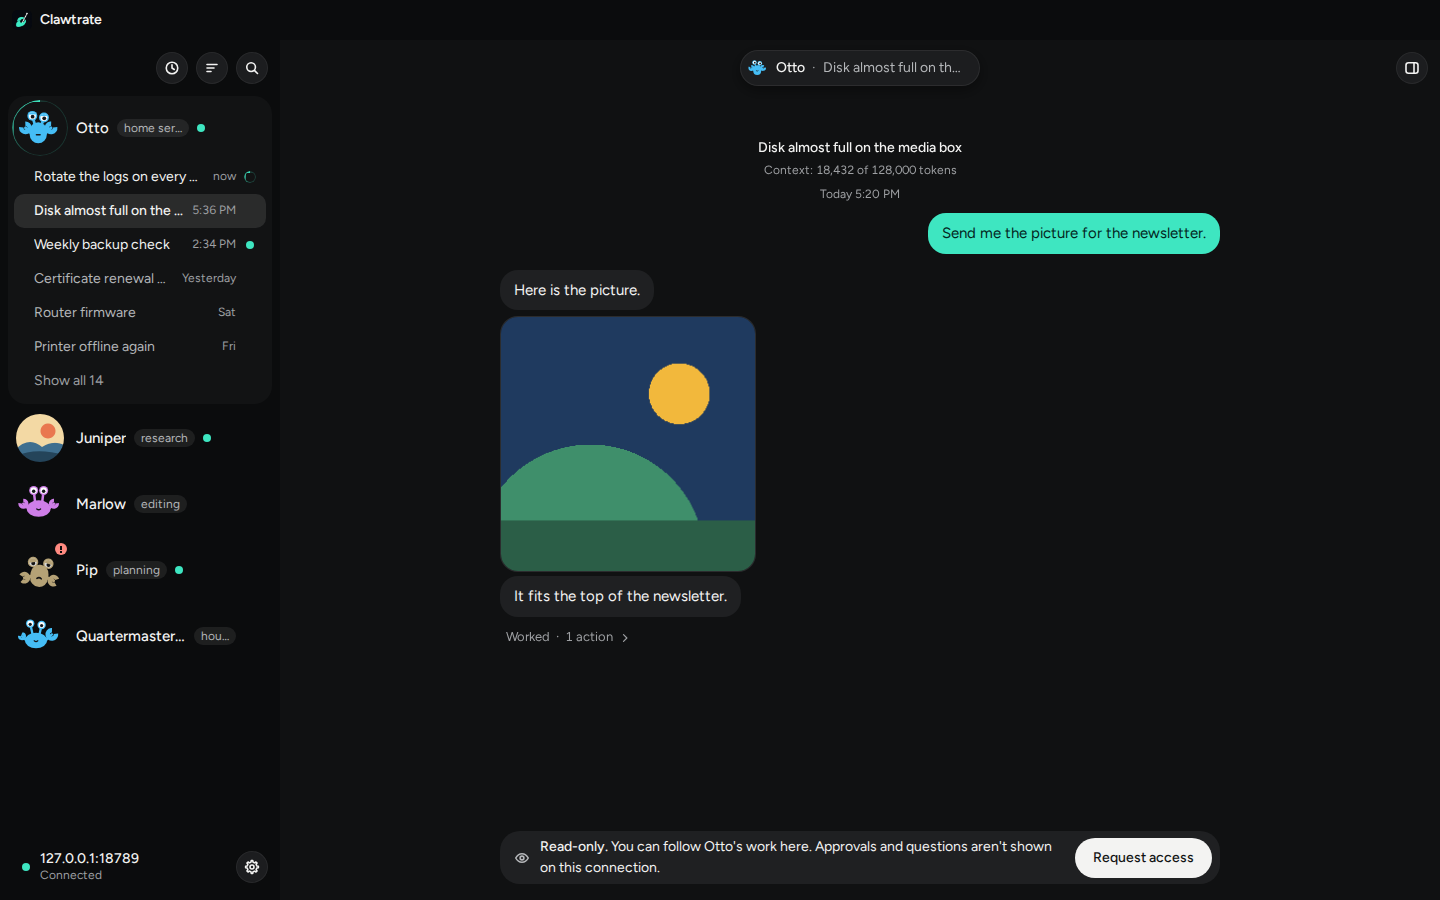 Clawtrate
Otto · Disk almost full on th...
Otto home ser...
Rotate the logs on every ... now
Disk almost full on the ... 5:36 PM
Weekly backup check 2:34 PM
Certificate renewal ... Yesterday
Router firmware Sat
Printer offline again Fri
Show all 14
Juniper research
Marlow editing
Pip planning
Quartermaster... hou...
127.0.0.1:18789
Connected
Disk almost full on the media box
Context: 18,432 of 128,000 tokens
Today 5:20 PM
Send me the picture for the newsletter.
Here is the picture.
It fits the top of the newsletter.
Worked · 1 action
Read-only. You can follow Otto's work here. Approvals and questions aren't shown
on this connection.
Request access